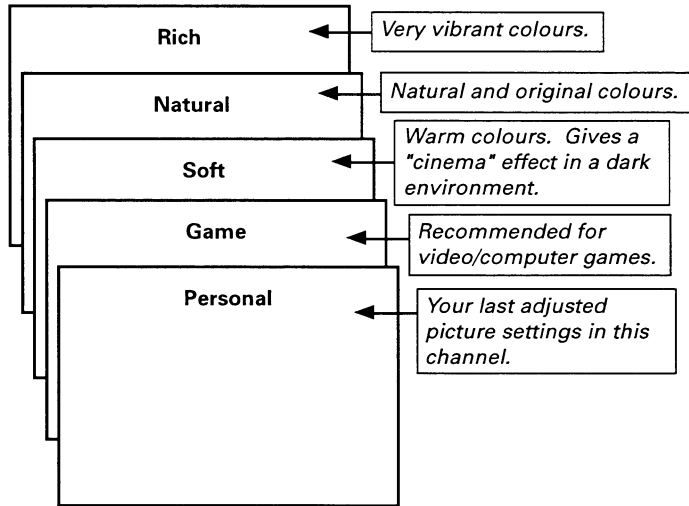 Rich
Very vibrant colours.
Natural
Natural and original colours.
Soft
Warm colours. Gives a
"cinema" effect in a dark
environment.
Game
Recommended for
video/computer games.
Personal
Your last adjusted
picture settings in this
channel.